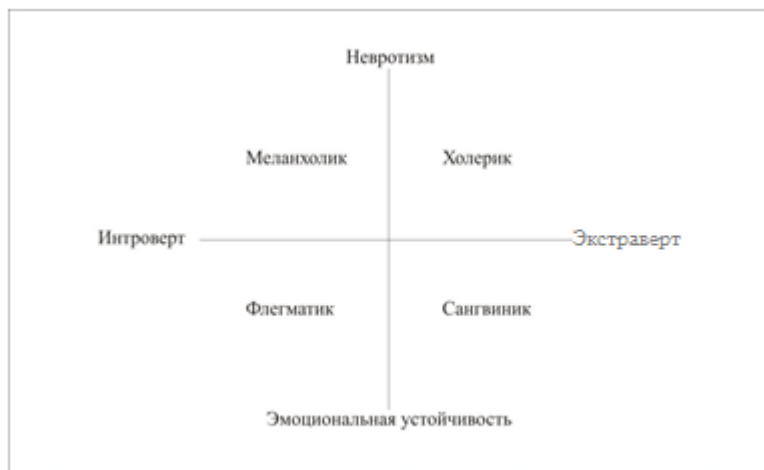 Невротизм
Меланхолик Холерик
Интроверт Экстраверт
Флегматик Сангвиник
Эмоциональная устойчивость